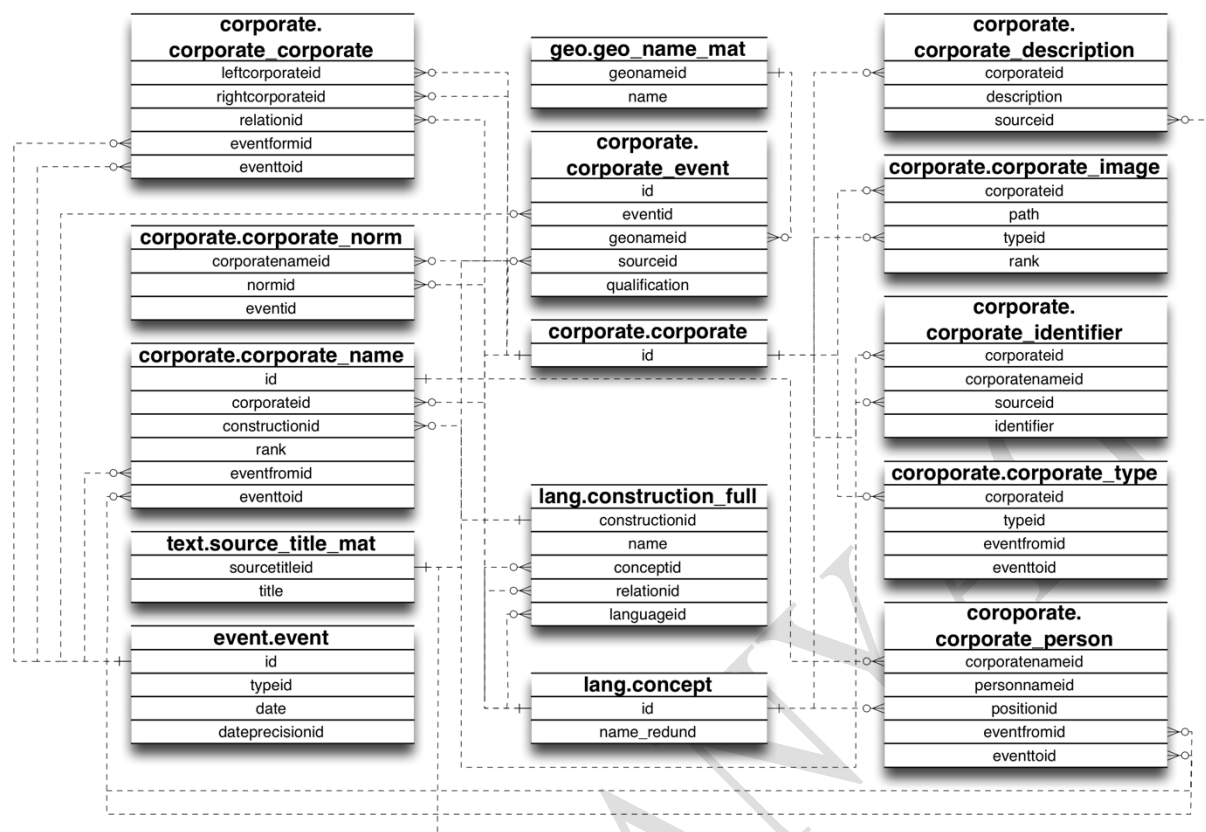 corporate.
corporate_corporate
leftcorporateid
rightcorporateid
relationid
eventformid
eventtoid
corporate.corporate_norm
corporatenameid
normid
eventid
corporate.corporate_name
id
corporateid
constructionid
rank
eventfromid
eventtoid
text.source_title_mat
sourcetitleid
title
event.event
id
typeid
date
dateprecisionid
geo.geo_name_mat
geonameid
name
corporate.
corporate_event
id
eventid
geonameid
sourceid
qualification
corporate.corporate
id
lang.construction_full
constructionid
name
conceptid
relationid
languageid
lang.concept
id
name_redund
corporate.
corporate_description
corporateid
description
sourceid
corporate.corporate_image
corporateid
path
typeid
rank
corporate.
corporate_identifier
corporateid
corporatenameid
sourceid
identifier
coroporate.corporate_type
corporateid
typeid
eventfromid
eventtoid
coroporate.
corporate_person
corporatenameid
personnameid
positionid
eventfromid
eventtoid